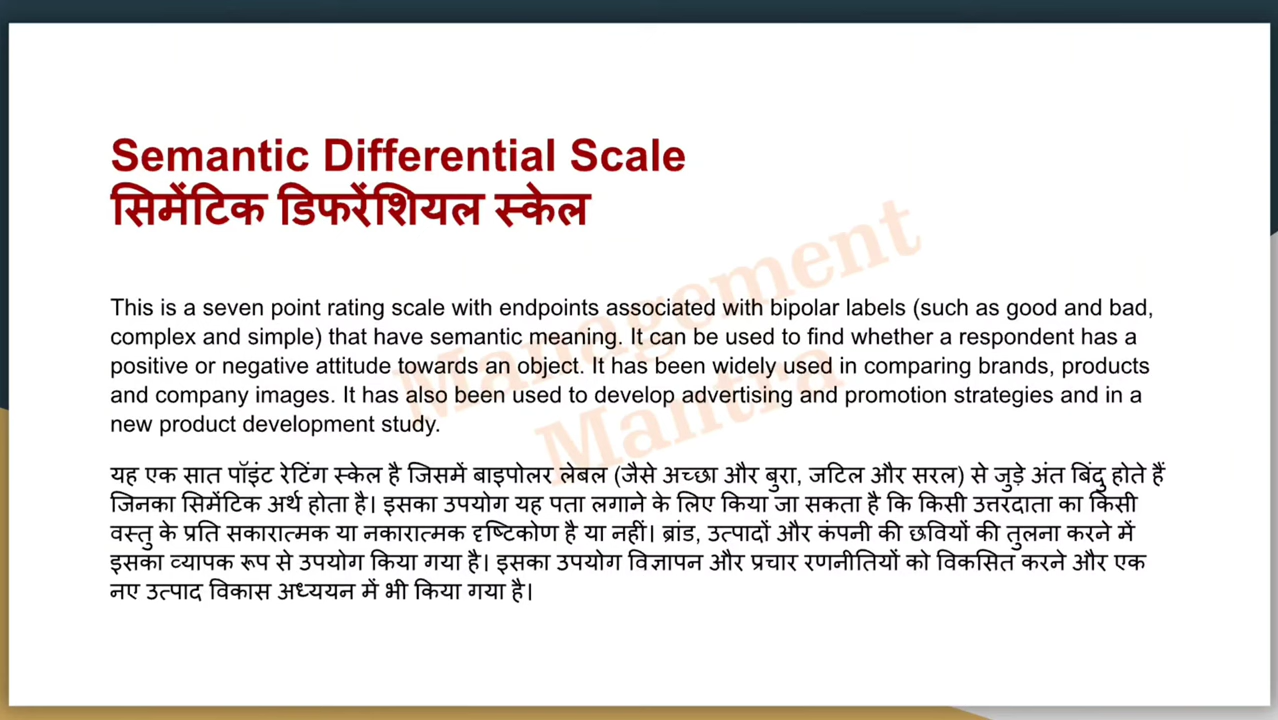 Semantic Differential Scale
सिमेंटिक डिफरेंशियल स्केल
This is a seven point rating scale with endpoints associated with bipolar labels (such as good and bad,
complex and simple) that have semantic meaning. It can be used to find whether a respondent has a
positive or negative attitude towards an object. It has been widely used in comparing brands, products
and company images. It has also been used to develop advertising and promotion strategies and in a
new product development study.
यह एक सात पॉइंट रेटिंग स्केल है जिसमें बाइपोलर लेबल (जैसे अच्छा और बुरा, जटिल और सरल) से जुड़े अंत बिंदु होते हैं
जिनका सिमेंटिक अर्थ होता है। इसका उपयोग यह पता लगाने के लिए किया जा सकता है कि किसी उत्तरदाता का किसी
वस्तु के प्रति सकारात्मक या नकारात्मक दृष्टिकोण है या नहीं। ब्रांड, उत्पादों और कंपनी की छवियों की तुलना करने में
इसका व्यापक रूप से उपयोग किया गया है। इसका उपयोग विज्ञापन और प्रचार रणनीतियों को विकसित करने और एक
नए उत्पाद विकास अध्ययन में भी किया गया है।
Management
Mantra